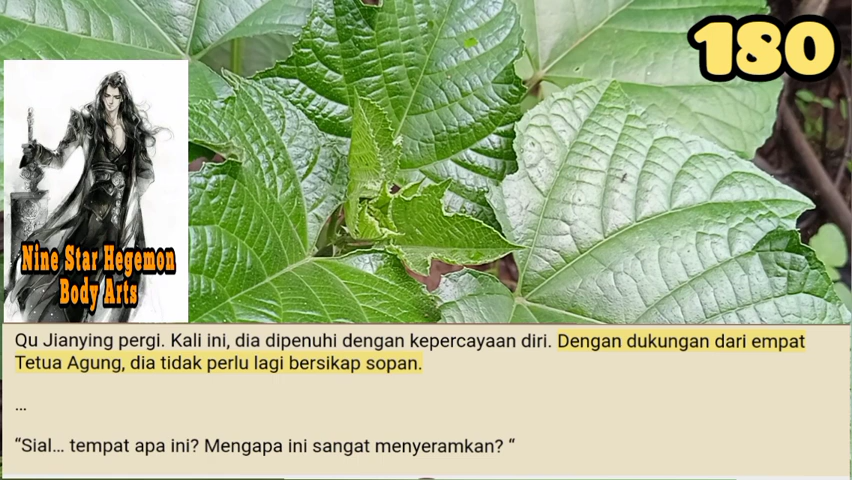 180
Nine Star Hegemon
Body Arts
Qu Jianying pergi. Kali ini, dia dipenuhi dengan kepercayaan diri. Dengan dukungan dari empat
Tetua Agung, dia tidak perlu lagi bersikap sopan.
...
“Sial... tempat apa ini? Mengapa ini sangat menyeramkan? “